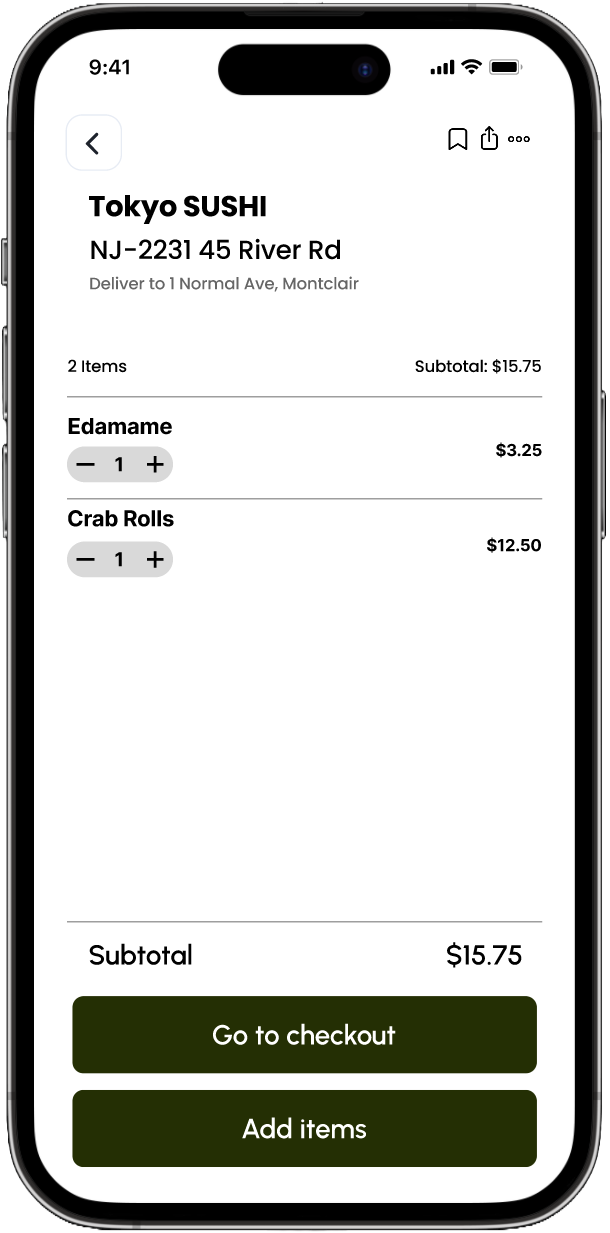 9:41
Tokyo SUSHI
NJ-2231 45 River Rd
Deliver to 1 Normal Ave, Montclair
2 Items Subtotal: $15.75
Edamame
$3.25
− 1 +
Crab Rolls
$12.50
− 1 +
Subtotal $15.75
Go to checkout
Add items